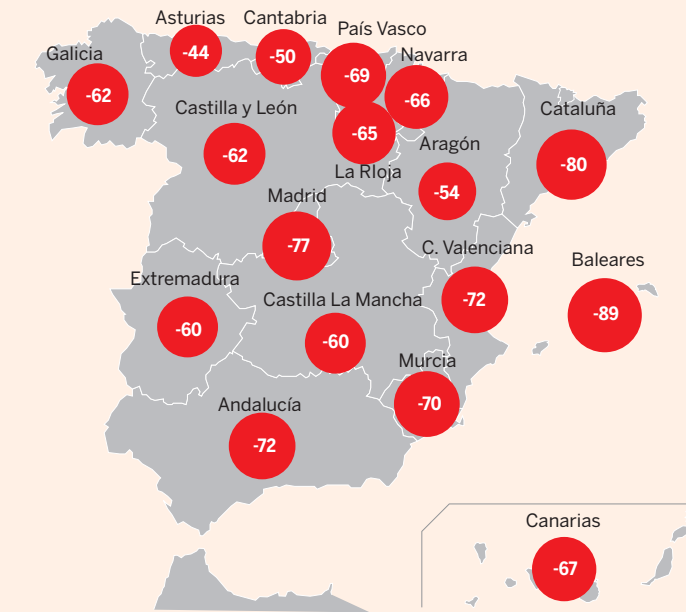 Asturias
-44
Cantabria
-50
País Vasco
-69
Galicia
-62
Navarra
-66
Castilla y León
-62
-65
La RIoja
Aragón
-54
Cataluña
-80
Madrid
-77
C. Valenciana
-72
Baleares
-89
Extremadura
-60
Castilla La Mancha
-60
Murcia
-70
Andalucía
-72
Canarias
-67